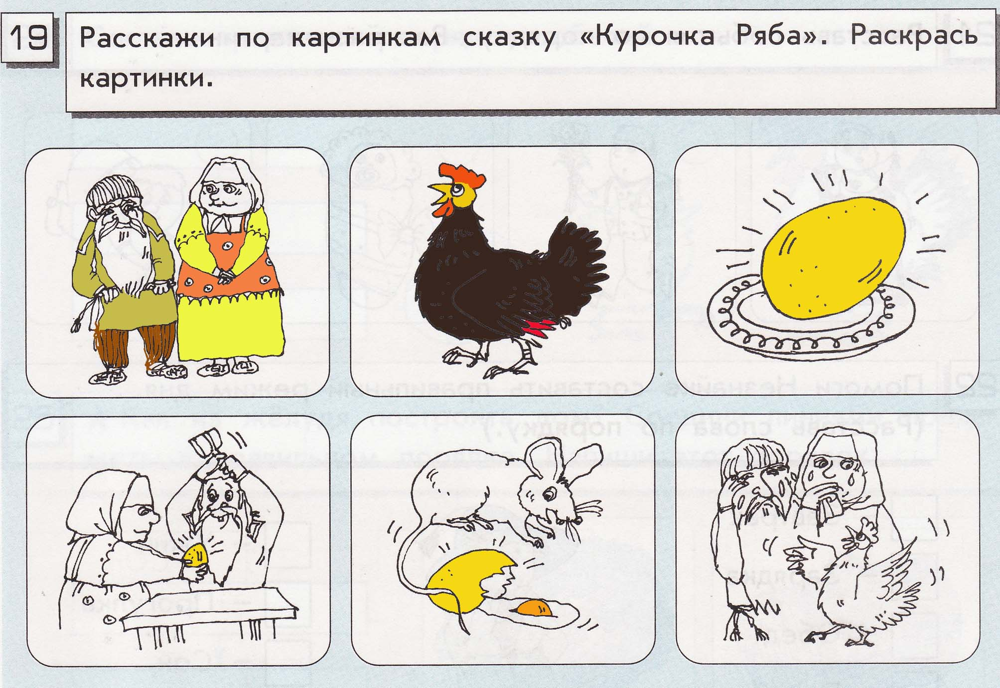 19
Расскажи по картинкам сказку «Курочка Ряба». Раскрась
картинки.